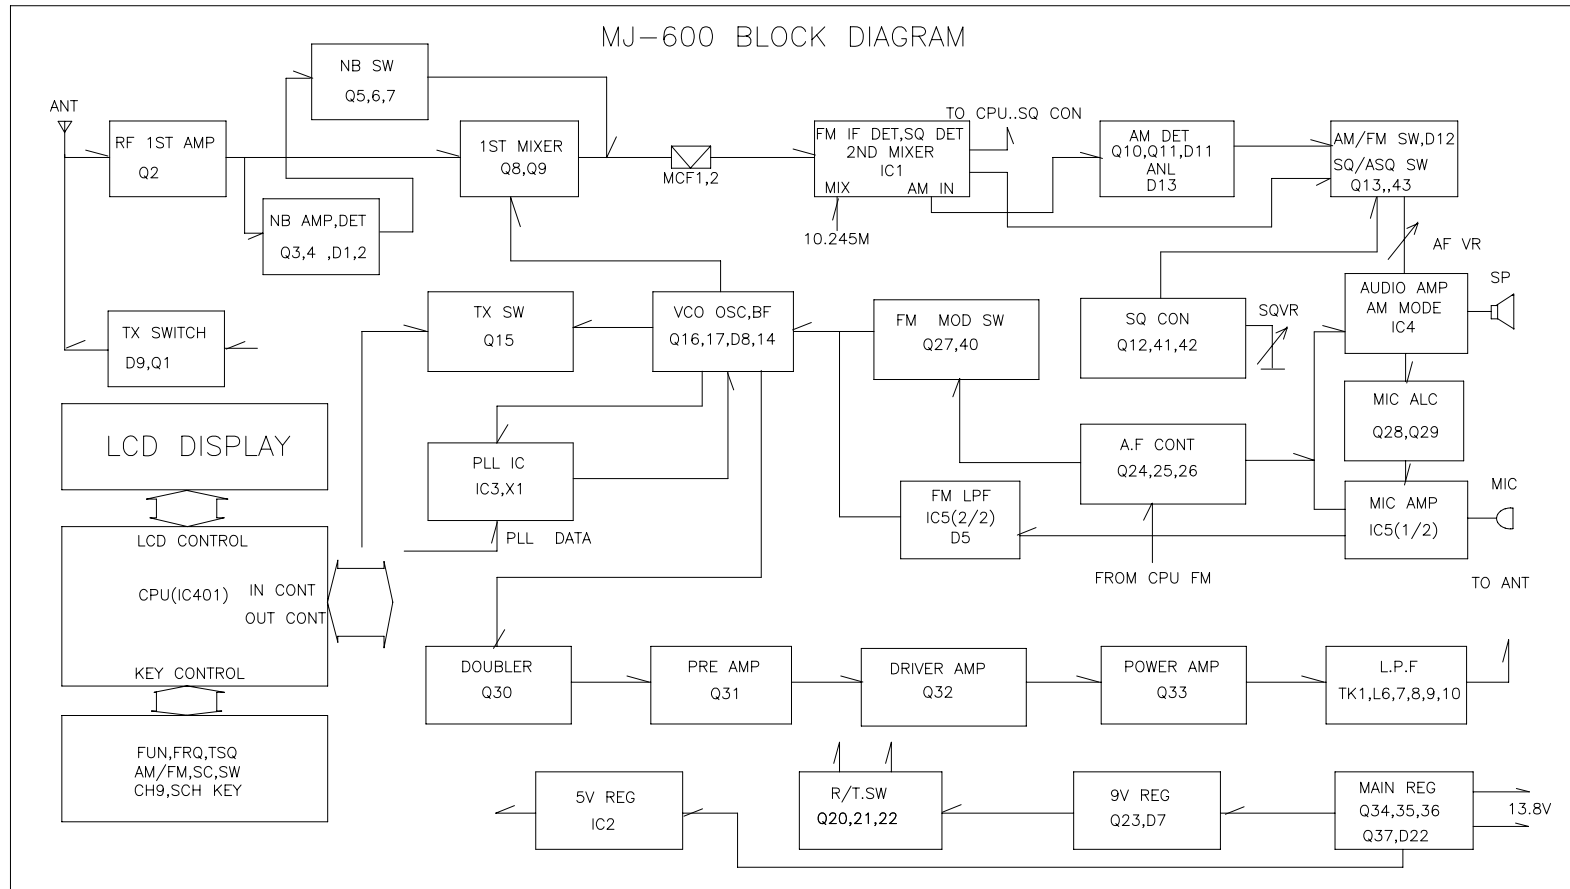 MJ-600 BLOCK DIAGRAM
NB SW
Q5,6,7
ANT
RF 1ST AMP
Q2
NB AMP,DET
Q3,4 ,D1,2
1ST MIXER
Q8,Q9
MCF1,2
FM IF DET,SQ DET
2ND MIXER
IC1
MIX
AM IN
10.245M
TO CPU..SQ CON
AM DET
Q10,Q11,D11
ANL
D13
AM/FM SW,D12
SQ/ASQ SW
Q13,,43
AF VR
TX SWITCH
D9,Q1
TX SW
Q15
VCO OSC,BF
Q16,17,D8,14
FM MOD SW
Q27,40
SQ CON
Q12,41,42
SQVR
AUDIO AMP
AM MODE
IC4
SP
LCD DISPLAY
PLL IC
IC3,X1
PLL DATA
A.F CONT
Q24,25,26
FM LPF
IC5(2/2)
D5
MIC ALC
Q28,Q29
MIC AMP
IC5(1/2)
MIC
FROM CPU FM
TO ANT
LCD CONTROL
CPU(IC401)
IN CONT
OUT CONT
KEY CONTROL
DOUBLER
Q30
PRE AMP
Q31
DRIVER AMP
Q32
POWER AMP
Q33
L.P.F
TK1,L6,7,8,9,10
FUN,FRQ,TSQ
AM/FM,SC,SW
CH9,SCH KEY
5V REG
IC2
R/T.SW
Q20,21,22
9V REG
Q23,D7
MAIN REG
Q34,35,36
Q37,D22
13.8V